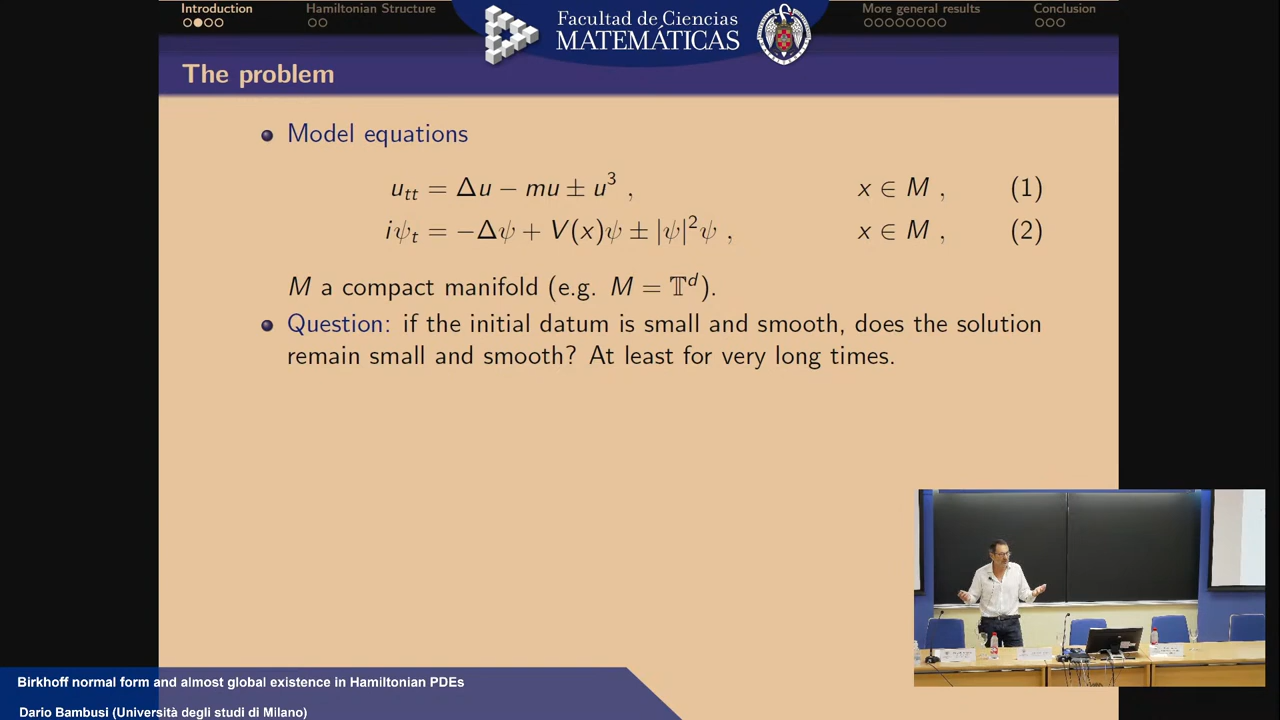 Introduction
Hamiltonian Structure
Facultad de Ciencias
MATEMÁTICAS
More general results
Conclusion
The problem
Model equations
u_tt = Δu − mu ± u³ , x ∈ M , (1)
iψ_t = −Δψ + V(x)ψ ± |ψ|²ψ , x ∈ M , (2)
M a compact manifold (e.g. M = 𝕋^d).
Question: if the initial datum is small and smooth, does the solution
remain small and smooth? At least for very long times.
Birkhoff normal form and almost global existence in Hamiltonian PDEs
Dario Bambusi (Università degli studi di Milano)